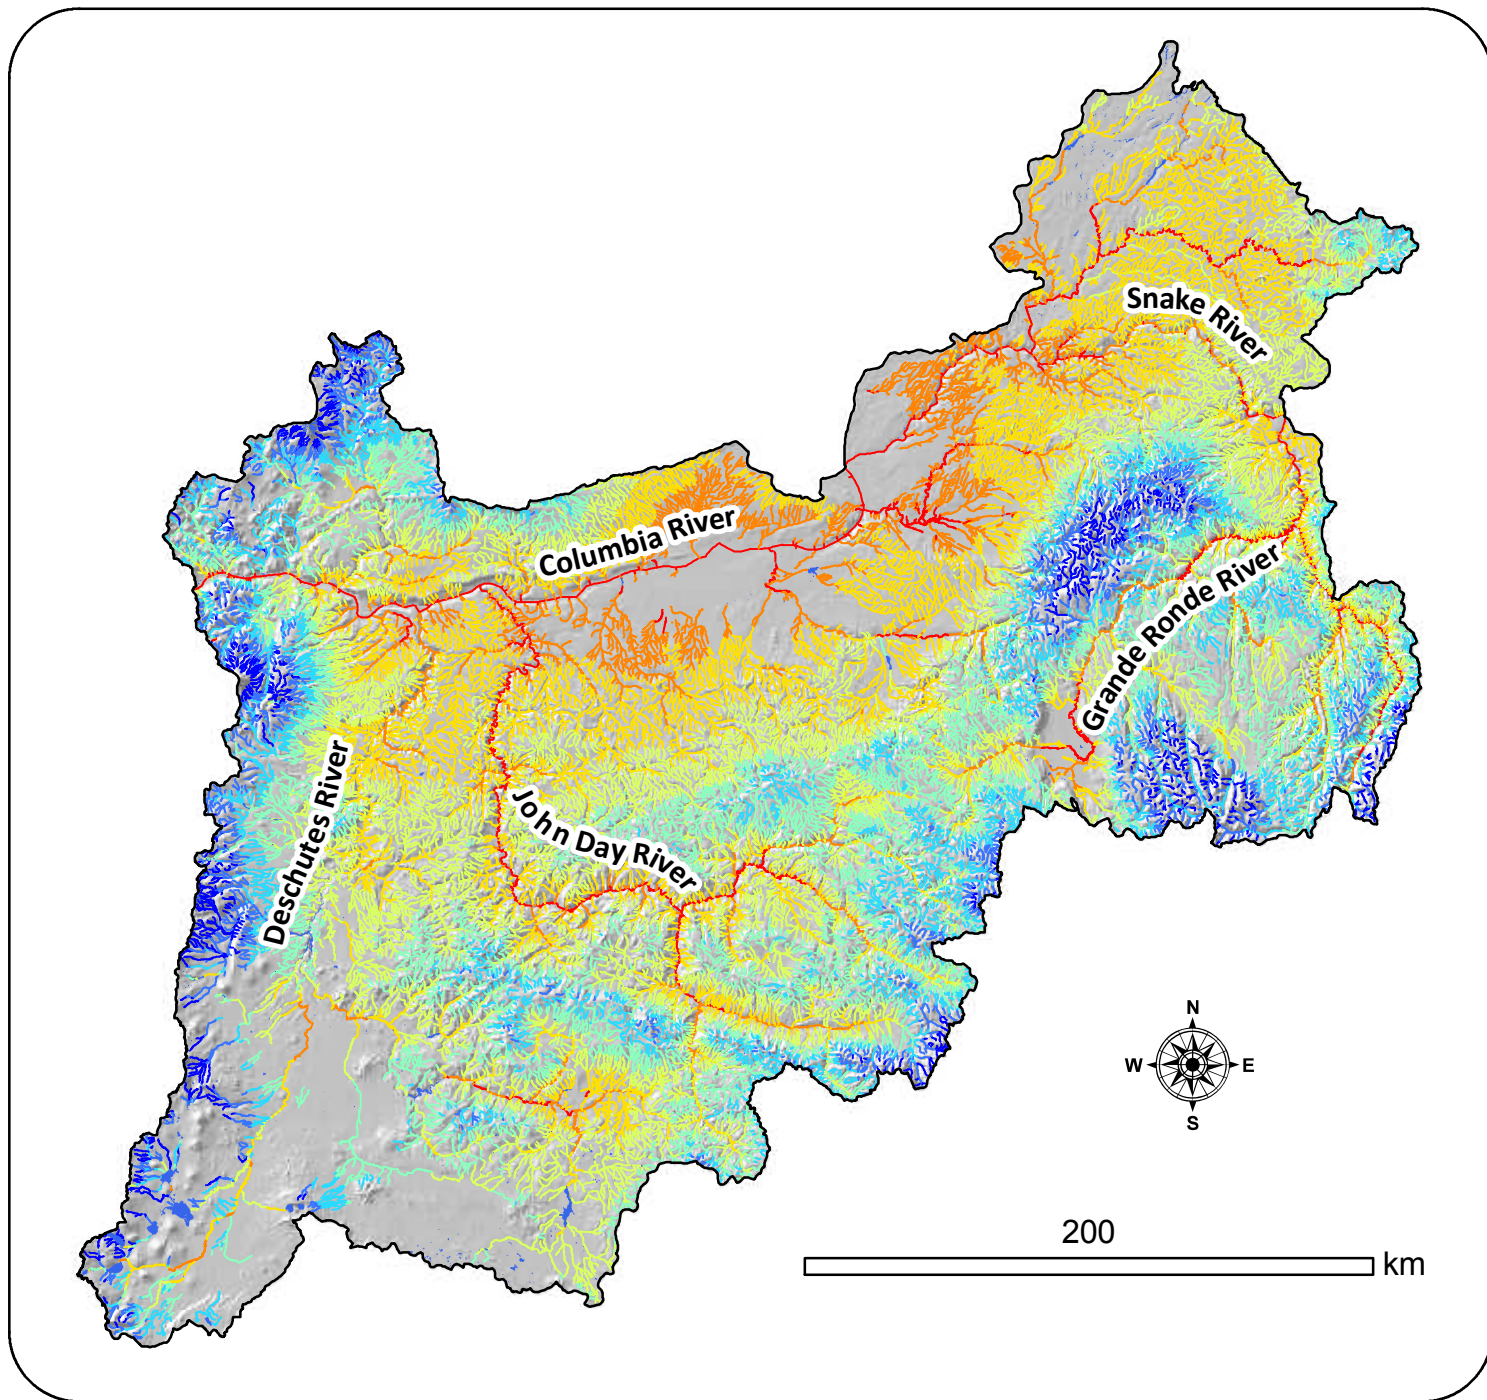 Snake River
Columbia River
Grande Ronde River
Deschutes River
John Day River
N
W
E
S
200
km